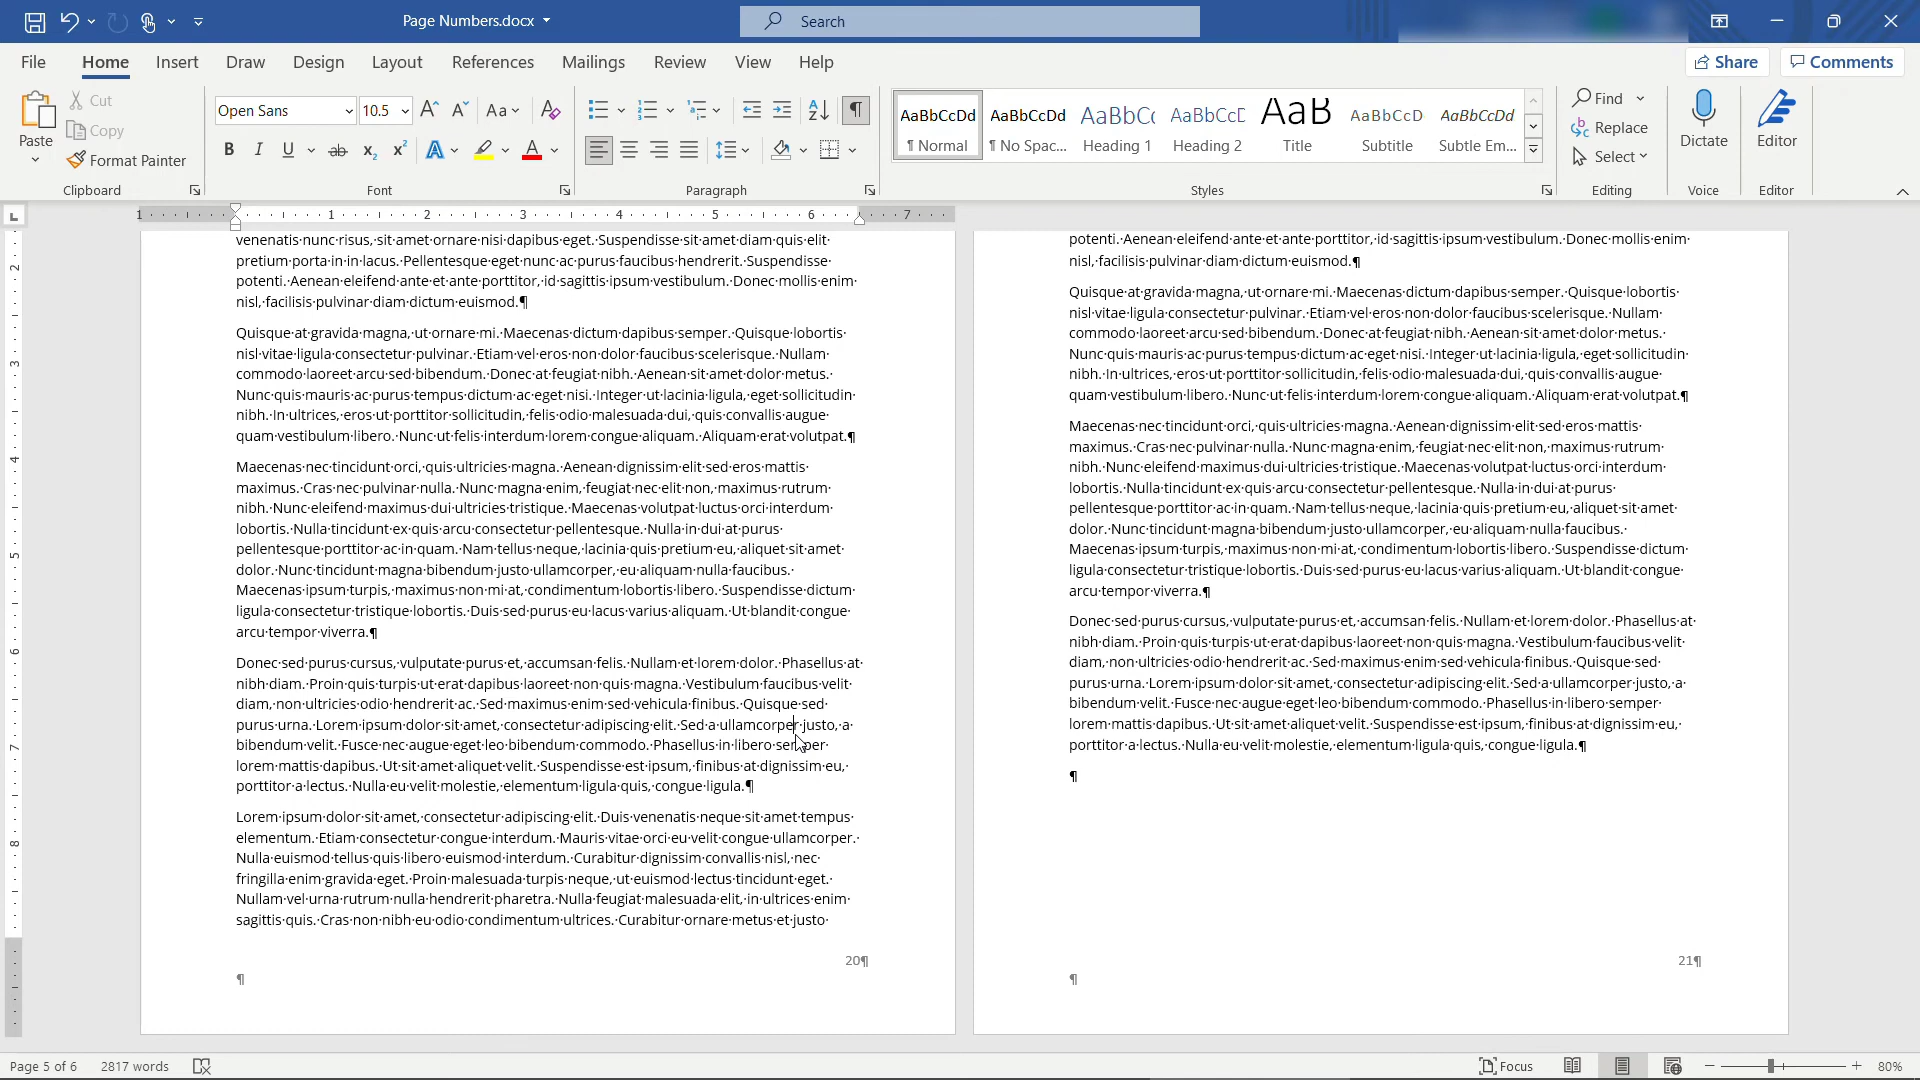 Page Numbers.docx
Search
File Home Insert Draw Design Layout References Mailings Review View Help
Share Comments
Paste
Cut
Copy
Format Painter
Clipboard
Open Sans 10.5
Font
Paragraph
AaBbCcDd AaBbCcDd AaBbCc AaBbCcD AaB AaBbCcD AaBbCcDd
¶ Normal ¶ No Spac... Heading 1 Heading 2 Title Subtitle Subtle Em...
Styles
Find
Replace
Select
Editing
Dictate
Voice
Editor
Editor
1 1 2 3 4 5 6 7
2
3
4
5
6
7
8
venenatis·nunc·risus,·sit·amet·ornare·nisi·dapibus·eget.·Suspendisse·sit·amet·diam·quis·elit·
pretium·porta·in·in·lacus.·Pellentesque·eget·nunc·ac·purus·faucibus·hendrerit.·Suspendisse·
potenti.·Aenean·eleifend·ante·et·ante·porttitor,·id·sagittis·ipsum·vestibulum.·Donec·mollis·enim·
nisl,·facilisis·pulvinar·diam·dictum·euismod.¶
Quisque·at·gravida·magna,·ut·ornare·mi.·Maecenas·dictum·dapibus·semper.·Quisque·lobortis·
nisl·vitae·ligula·consectetur·pulvinar.·Etiam·vel·eros·non·dolor·faucibus·scelerisque.·Nullam·
commodo·laoreet·arcu·sed·bibendum.·Donec·at·feugiat·nibh.·Aenean·sit·amet·dolor·metus.·
Nunc·quis·mauris·ac·purus·tempus·dictum·ac·eget·nisi.·Integer·ut·lacinia·ligula,·eget·sollicitudin·
nibh.·In·ultrices,·eros·ut·porttitor·sollicitudin,·felis·odio·malesuada·dui,·quis·convallis·augue·
quam·vestibulum·libero.·Nunc·ut·felis·interdum·lorem·congue·aliquam.·Aliquam·erat·volutpat.¶
Maecenas·nec·tincidunt·orci,·quis·ultricies·magna.·Aenean·dignissim·elit·sed·eros·mattis·
maximus.·Cras·nec·pulvinar·nulla.·Nunc·magna·enim,·feugiat·nec·elit·non,·maximus·rutrum·
nibh.·Nunc·eleifend·maximus·dui·ultricies·tristique.·Maecenas·volutpat·luctus·orci·interdum·
lobortis.·Nulla·tincidunt·ex·quis·arcu·consectetur·pellentesque.·Nulla·in·dui·at·purus·
pellentesque·porttitor·ac·in·quam.·Nam·tellus·neque,·lacinia·quis·pretium·eu,·aliquet·sit·amet·
dolor.·Nunc·tincidunt·magna·bibendum·justo·ullamcorper,·eu·aliquam·nulla·faucibus.·
Maecenas·ipsum·turpis,·maximus·non·mi·at,·condimentum·lobortis·libero.·Suspendisse·dictum·
ligula·consectetur·tristique·lobortis.·Duis·sed·purus·eu·lacus·varius·aliquam.·Ut·blandit·congue·
arcu·tempor·viverra.¶
Donec·sed·purus·cursus,·vulputate·purus·et,·accumsan·felis.·Nullam·et·lorem·dolor.·Phasellus·at·
nibh·diam.·Proin·quis·turpis·ut·erat·dapibus·laoreet·non·quis·magna.·Vestibulum·faucibus·velit·
diam,·non·ultricies·odio·hendrerit·ac.·Sed·maximus·enim·sed·vehicula·finibus.·Quisque·sed·
purus·urna.·Lorem·ipsum·dolor·sit·amet,·consectetur·adipiscing·elit.·Sed·a·ullamcorper·justo,·a·
bibendum·velit.·Fusce·nec·augue·eget·leo·bibendum·commodo.·Phasellus·in·libero·semper·
lorem·mattis·dapibus.·Ut·sit·amet·aliquet·velit.·Suspendisse·est·ipsum,·finibus·at·dignissim·eu,·
porttitor·a·lectus.·Nulla·eu·velit·molestie,·elementum·ligula·quis,·congue·ligula.¶
Lorem·ipsum·dolor·sit·amet,·consectetur·adipiscing·elit.·Duis·venenatis·neque·sit·amet·tempus·
elementum.·Etiam·consectetur·congue·interdum.·Mauris·vitae·orci·eu·velit·congue·ullamcorper.·
Nulla·euismod·tellus·quis·libero·euismod·interdum.·Curabitur·dignissim·convallis·nisl,·nec·
fringilla·enim·gravida·eget.·Proin·malesuada·turpis·neque,·ut·euismod·lectus·tincidunt·eget.·
Nullam·vel·urna·rutrum·nulla·hendrerit·pharetra.·Nulla·feugiat·malesuada·elit,·in·ultrices·enim·
sagittis·quis.·Cras·non·nibh·eu·odio·condimentum·ultrices.·Curabitur·ornare·metus·et·justo·
20¶
¶
potenti.·Aenean·eleifend·ante·et·ante·porttitor,·id·sagittis·ipsum·vestibulum.·Donec·mollis·enim·
nisl,·facilisis·pulvinar·diam·dictum·euismod.¶
Quisque·at·gravida·magna,·ut·ornare·mi.·Maecenas·dictum·dapibus·semper.·Quisque·lobortis·
nisl·vitae·ligula·consectetur·pulvinar.·Etiam·vel·eros·non·dolor·faucibus·scelerisque.·Nullam·
commodo·laoreet·arcu·sed·bibendum.·Donec·at·feugiat·nibh.·Aenean·sit·amet·dolor·metus.·
Nunc·quis·mauris·ac·purus·tempus·dictum·ac·eget·nisi.·Integer·ut·lacinia·ligula,·eget·sollicitudin·
nibh.·In·ultrices,·eros·ut·porttitor·sollicitudin,·felis·odio·malesuada·dui,·quis·convallis·augue·
quam·vestibulum·libero.·Nunc·ut·felis·interdum·lorem·congue·aliquam.·Aliquam·erat·volutpat.¶
Maecenas·nec·tincidunt·orci,·quis·ultricies·magna.·Aenean·dignissim·elit·sed·eros·mattis·
maximus.·Cras·nec·pulvinar·nulla.·Nunc·magna·enim,·feugiat·nec·elit·non,·maximus·rutrum·
nibh.·Nunc·eleifend·maximus·dui·ultricies·tristique.·Maecenas·volutpat·luctus·orci·interdum·
lobortis.·Nulla·tincidunt·ex·quis·arcu·consectetur·pellentesque.·Nulla·in·dui·at·purus·
pellentesque·porttitor·ac·in·quam.·Nam·tellus·neque,·lacinia·quis·pretium·eu,·aliquet·sit·amet·
dolor.·Nunc·tincidunt·magna·bibendum·justo·ullamcorper,·eu·aliquam·nulla·faucibus.·
Maecenas·ipsum·turpis,·maximus·non·mi·at,·condimentum·lobortis·libero.·Suspendisse·dictum·
ligula·consectetur·tristique·lobortis.·Duis·sed·purus·eu·lacus·varius·aliquam.·Ut·blandit·congue·
arcu·tempor·viverra.¶
Donec·sed·purus·cursus,·vulputate·purus·et,·accumsan·felis.·Nullam·et·lorem·dolor.·Phasellus·at·
nibh·diam.·Proin·quis·turpis·ut·erat·dapibus·laoreet·non·quis·magna.·Vestibulum·faucibus·velit·
diam,·non·ultricies·odio·hendrerit·ac.·Sed·maximus·enim·sed·vehicula·finibus.·Quisque·sed·
purus·urna.·Lorem·ipsum·dolor·sit·amet,·consectetur·adipiscing·elit.·Sed·a·ullamcorper·justo,·a·
bibendum·velit.·Fusce·nec·augue·eget·leo·bibendum·commodo.·Phasellus·in·libero·semper·
lorem·mattis·dapibus.·Ut·sit·amet·aliquet·velit.·Suspendisse·est·ipsum,·finibus·at·dignissim·eu,·
porttitor·a·lectus.·Nulla·eu·velit·molestie,·elementum·ligula·quis,·congue·ligula.¶
¶
21¶
¶
Page 5 of 6 2817 words
Focus 80%